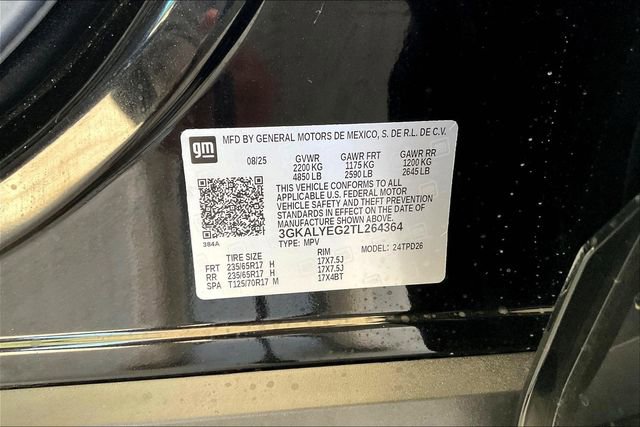 gm
MFD BY GENERAL MOTORS DE MEXICO, S. DE R.L. DE C.V.
08/25 GVWR GAWR FRT GAWR RR
2200 KG 1175 KG 1200 KG
4850 LB 2590 LB 2645 LB
THIS VEHICLE CONFORMS TO ALL
APPLICABLE U.S. FEDERAL MOTOR
VEHICLE SAFETY AND THEFT PREVENTION
STANDARDS IN EFFECT ON THE DATE OF
MANUFACTURE SHOWN ABOVE.
3GKALYEG2TL264364
384A TYPE: MPV MODEL: 24TPD26
TIRE SIZE RIM
FRT 235/65R17 H 17X7.5J
RR 235/65R17 H 17X7.5J
SPA T125/70R17 M 17X4BT